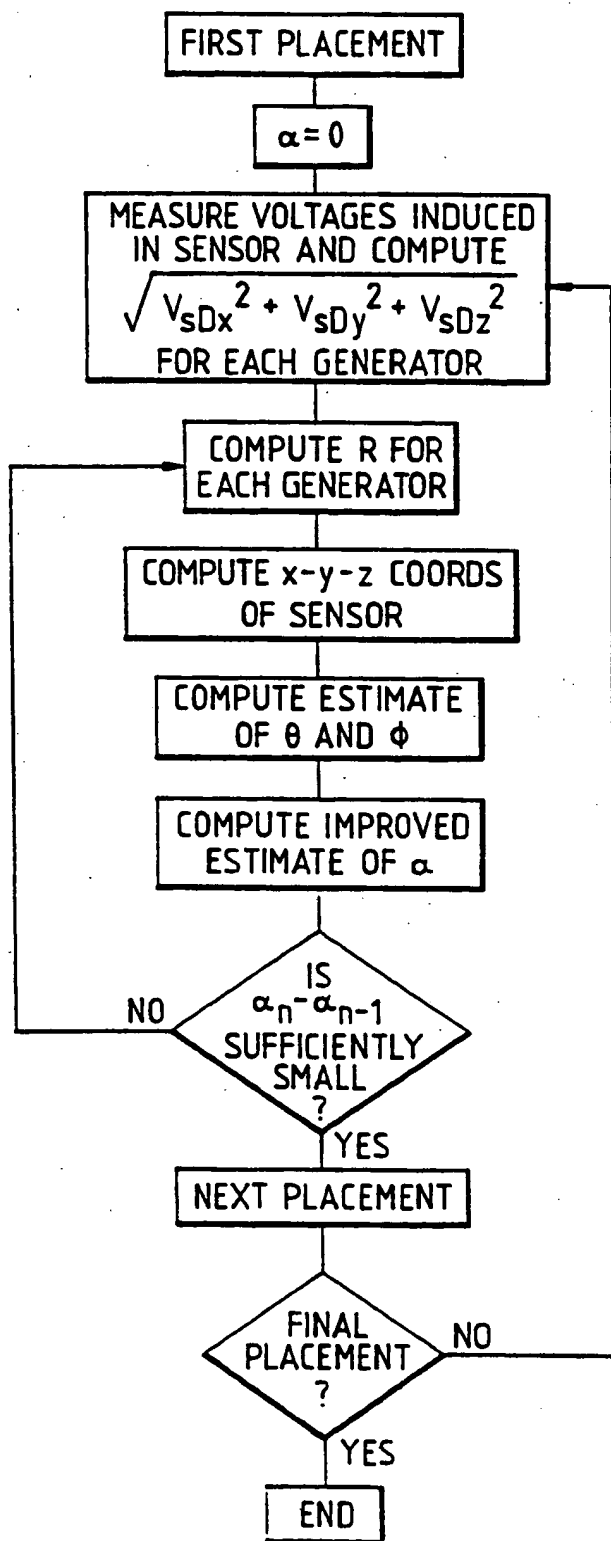 FIRST PLACEMENT
α = 0
MEASURE VOLTAGES INDUCED
IN SENSOR AND COMPUTE
√ VsDx² + VsDy² + VsDz²
FOR EACH GENERATOR
COMPUTE R FOR
EACH GENERATOR
COMPUTE x-y-z COORDS
OF SENSOR
COMPUTE ESTIMATE
OF θ AND ϕ
COMPUTE IMPROVED
ESTIMATE OF α
IS
αn-αn-1
SUFFICIENTLY
SMALL
?
NO
YES
NEXT PLACEMENT
FINAL
PLACEMENT
?
NO
YES
END